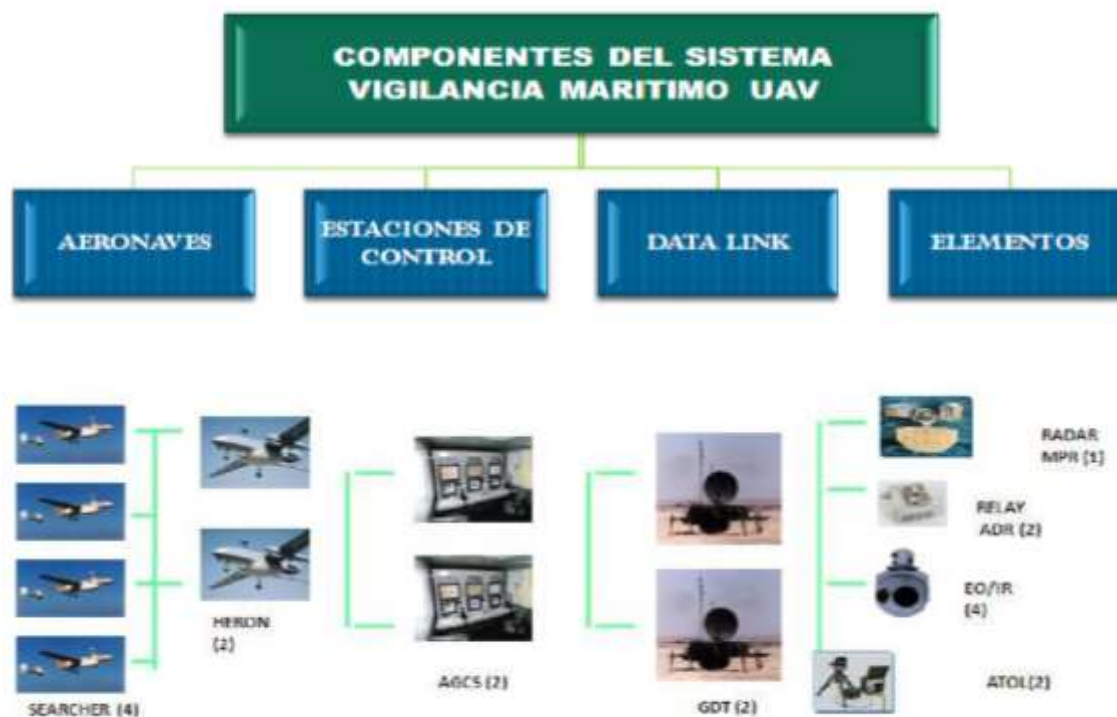 COMPONENTES DEL SISTEMA
VIGILANCIA MARITIMO UAV
AERONAVES
ESTACIONES DE
CONTROL
DATA LINK
ELEMENTOS
RADAR
MPR (1)
RELAY
ADR (2)
EO/IR
(4)
HERON
(2)
AGCS (2)
ATOL(2)
SEARCHER (4)
GDT (2)